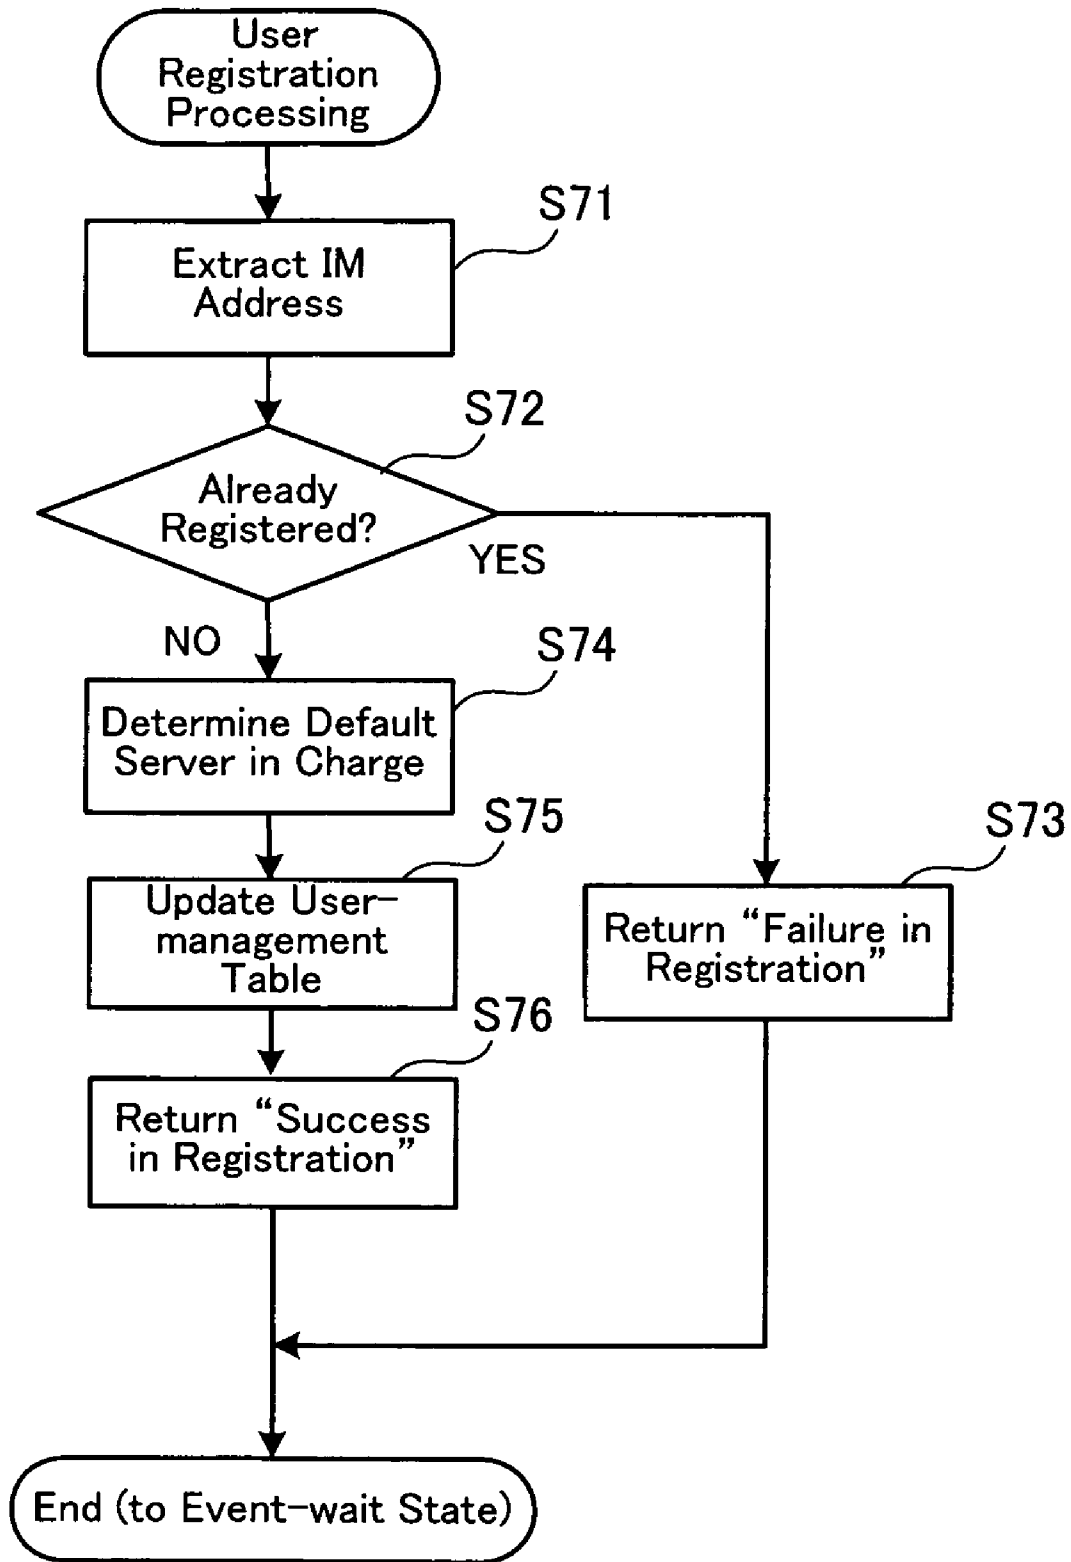 User
Registration
Processing
S71
Extract IM
Address
S72
Already
Registered?
YES
NO
S74
Determine Default
Server in Charge
S75
Update User-
management
Table
S73
Return “Failure in
Registration”
S76
Return “Success
in Registration”
End (to Event-wait State)